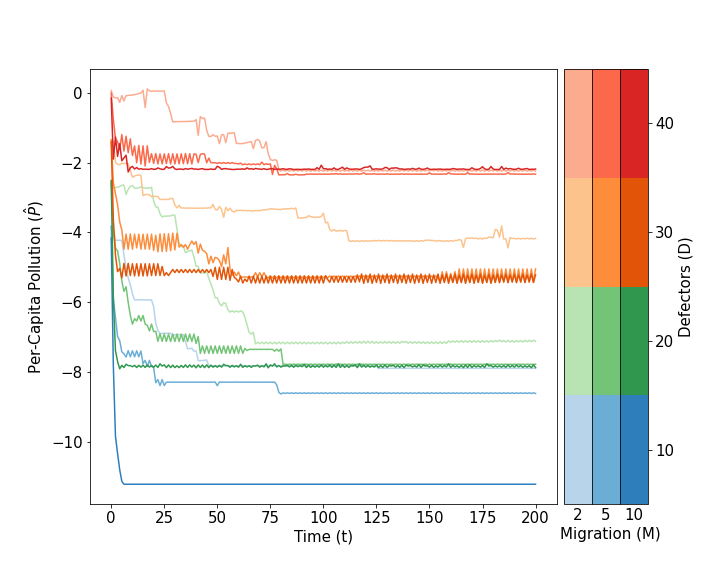 Per-Capita Pollution (P̂)
0
−2
−4
−6
−8
−10
0 25 50 75 100 125 150 175 200
Time (t)
40
30
20
10
Defectors (D)
2 5 10
Migration (M)